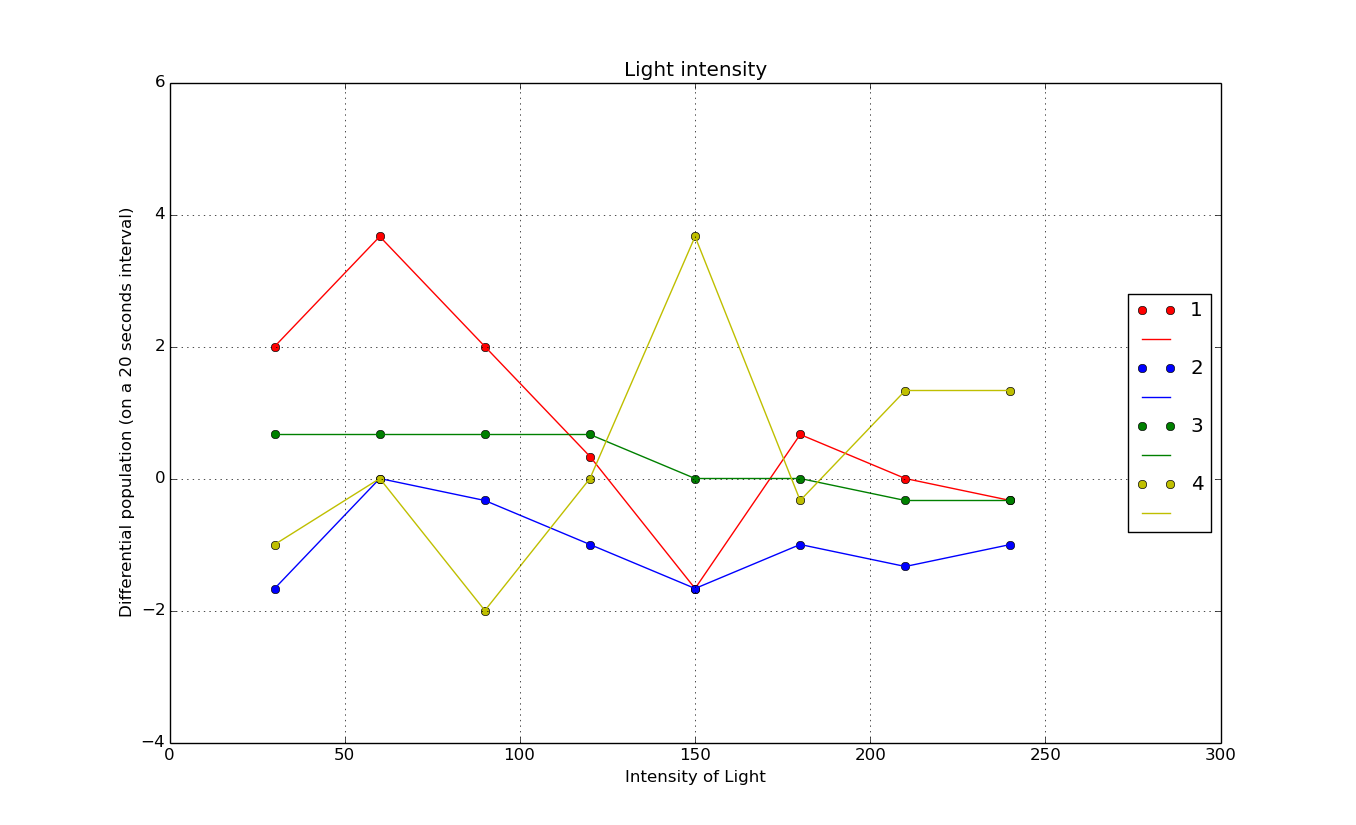 Light intensity
6
4
2
0
−2
−4
0 50 100 150 200 250 300
Differential population (on a 20 seconds interval)
Intensity of Light
1
2
3
4